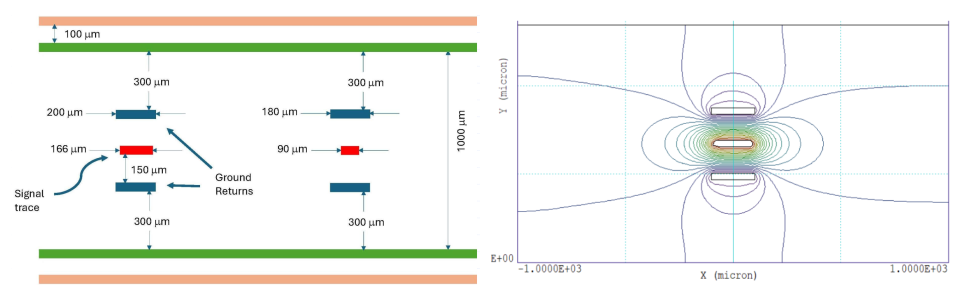 100 μm
300 μm
300 μm
200 μm
180 μm
1000 μm
166 μm
90 μm
150 μm
Signal
trace
Ground
Returns
300 μm
300 μm
Y (micron)
E+00
-1.0000E+03
X (micron)
1.0000E+03